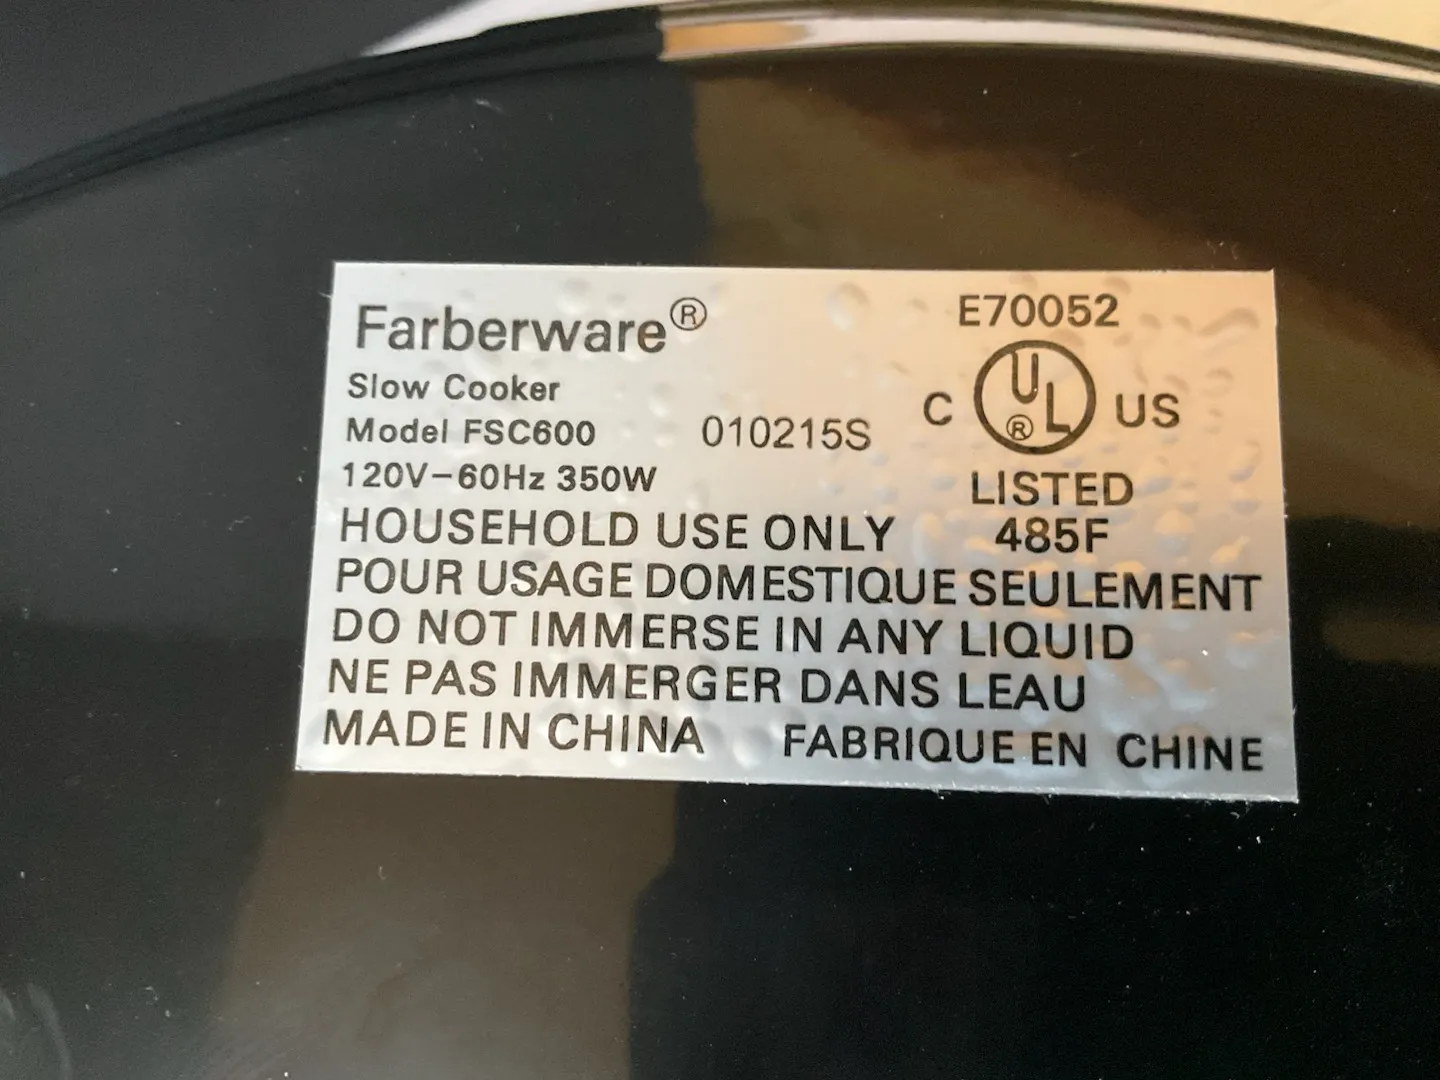 Farberware®
Slow Cooker
Model FSC600
010215S
120V-60Hz 350W
E70052
C UL® US
LISTED
485F
HOUSEHOLD USE ONLY
POUR USAGE DOMESTIQUE SEULEMENT
DO NOT IMMERSE IN ANY LIQUID
NE PAS IMMERGER DANS LEAU
MADE IN CHINA FABRIQUE EN CHINE